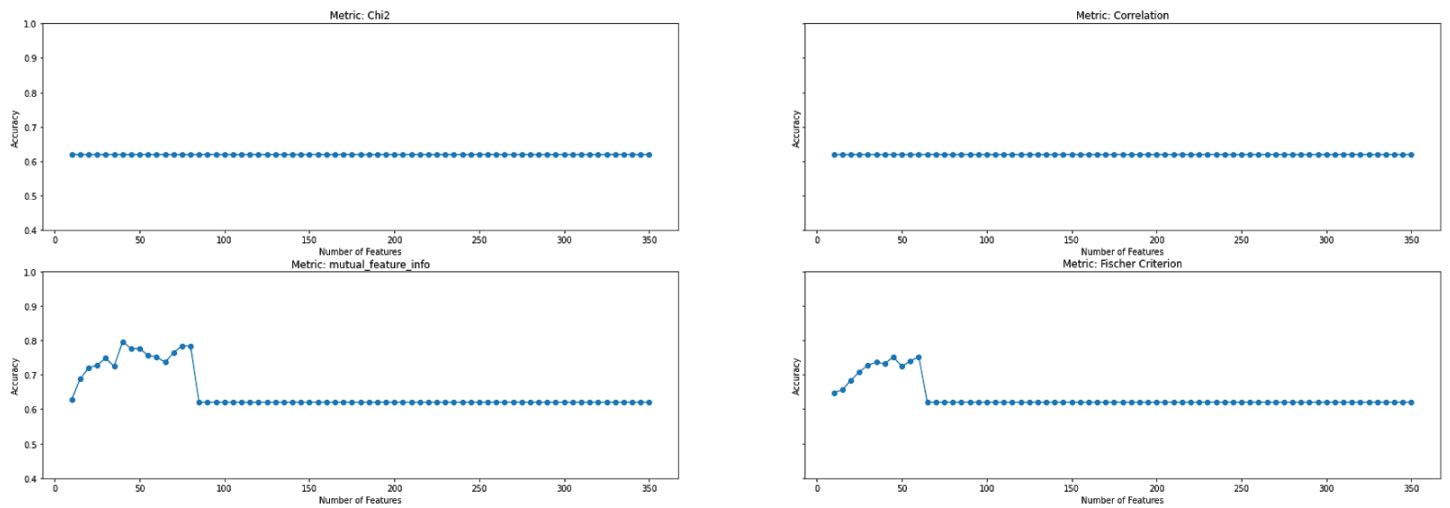 Metric: Chi2
1.0
0.9
0.8
0.7
0.6
0.5
0.4
Accuracy
0 50 100 150 200 250 300 350
Number of Features
Metric: Correlation
Accuracy
0 50 100 150 200 250 300 350
Number of Features
Metric: mutual_feature_info
1.0
0.9
0.8
0.7
0.6
0.5
0.4
Accuracy
0 50 100 150 200 250 300 350
Number of Features
Metric: Fischer Criterion
Accuracy
0 50 100 150 200 250 300 350
Number of Features